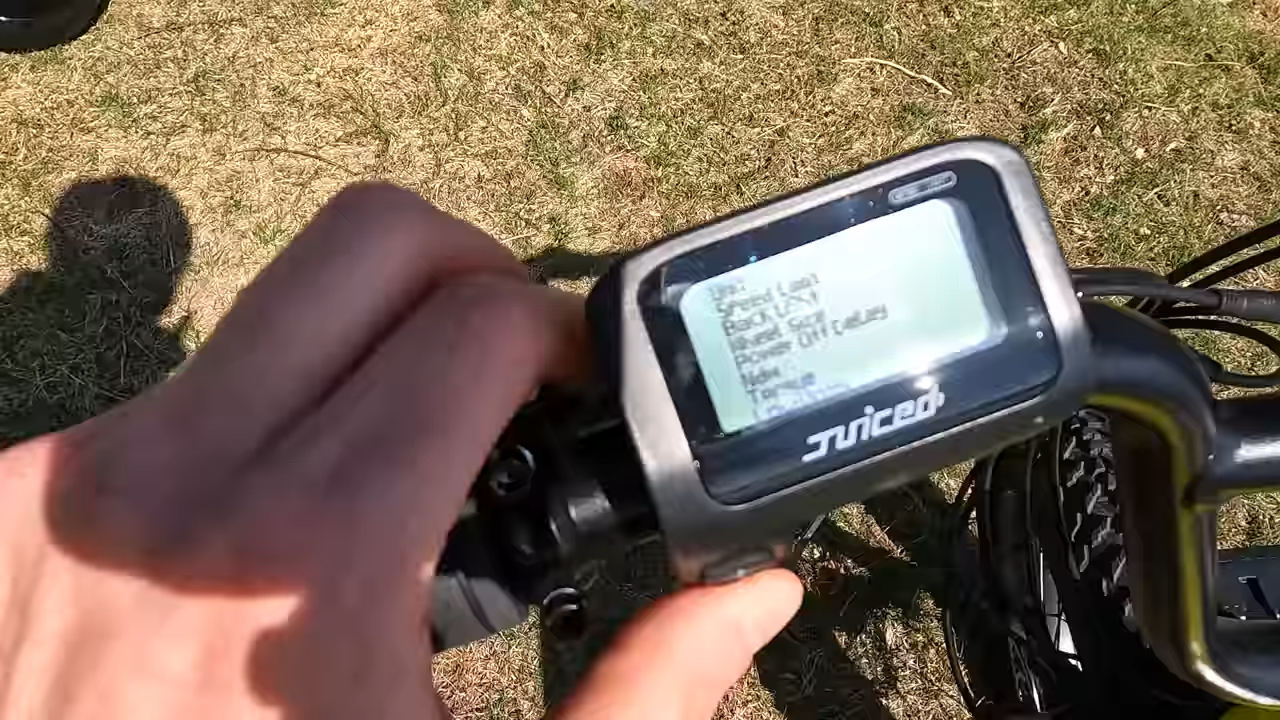 Speed Limit
Back Light
Wheel Size
Power Off Delay
Torque
JUICED